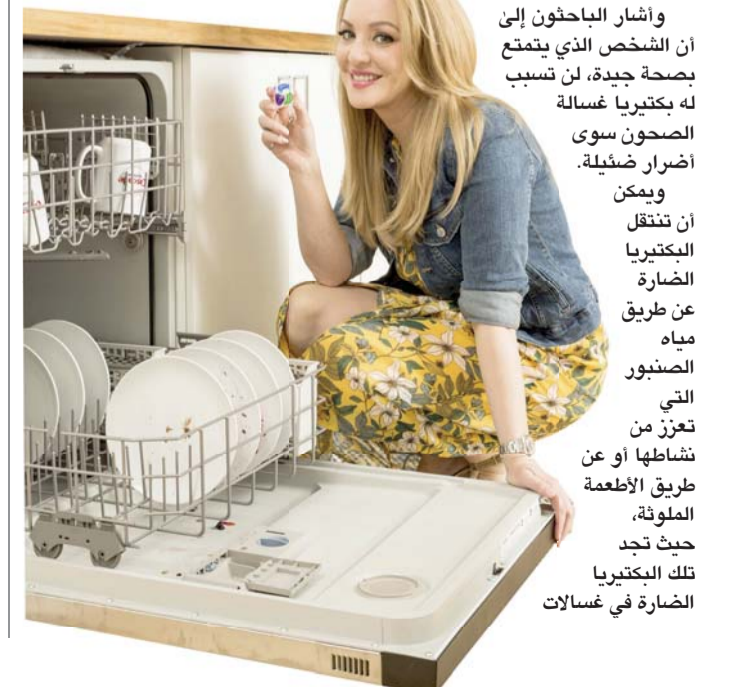 وأشار الباحثون إلى
أن الشخص الذي يتمتع
بصحة جيدة، لن تسبب
له بكتيريا غسالة
الصحون سوى
أضرار ضئيلة.
ويمكن
أن تنتقل
البكتيريا
الضارة
عن طريق
مياه
الصنبور
التي
تعزز من
نشاطها أو عن
طريق الأطعمة
الملوثة،
حيث تجد
تلك البكتيريا
الضارة في غسالات